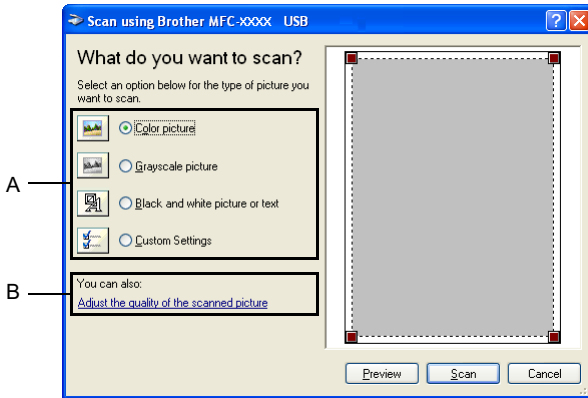 Scan using Brother MFC-XXXX USB
What do you want to scan?
Select an option below for the type of picture you
want to scan.
A
Color picture
Grayscale picture
Black and white picture or text
Custom Settings
B
You can also:
Adjust the quality of the scanned picture
Preview
Scan
Cancel